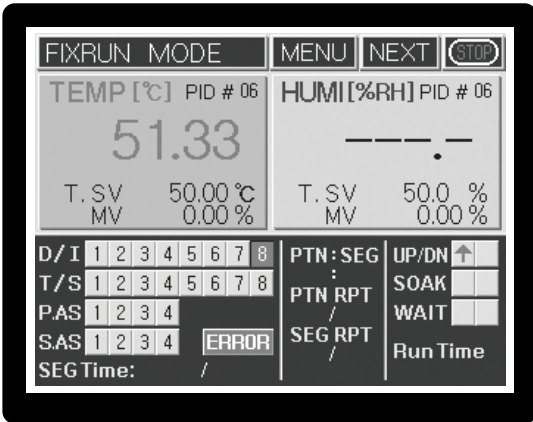 FIXRUN MODE MENU NEXT STOP
TEMP [℃] PID # 06
51.33
T. SV 50.00 ℃
MV 0.00 %
HUMI [%RH] PID # 06
---.-
T. SV 50.0 %
MV 0.00 %
D/I 1 2 3 4 5 6 7 8
T/S 1 2 3 4 5 6 7 8
P.AS 1 2 3 4
S.AS 1 2 3 4 ERROR
SEG Time: /
PTN : SEG
:
PTN RPT
/
SEG RPT
/
UP/DN ↑
SOAK
WAIT
Run Time